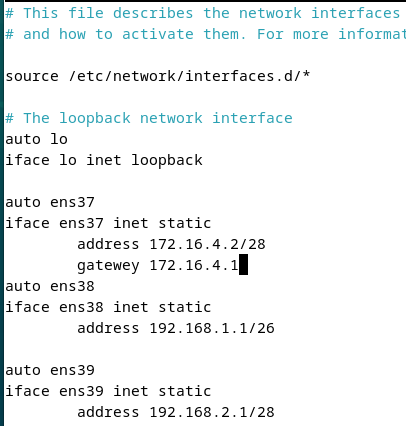 # This file describes the network interfaces
# and how to activate them. For more informat
source /etc/network/interfaces.d/*
# The loopback network interface
auto lo
iface lo inet loopback
auto ens37
iface ens37 inet static
address 172.16.4.2/28
gatewey 172.16.4.1
auto ens38
iface ens38 inet static
address 192.168.1.1/26
auto ens39
iface ens39 inet static
address 192.168.2.1/28